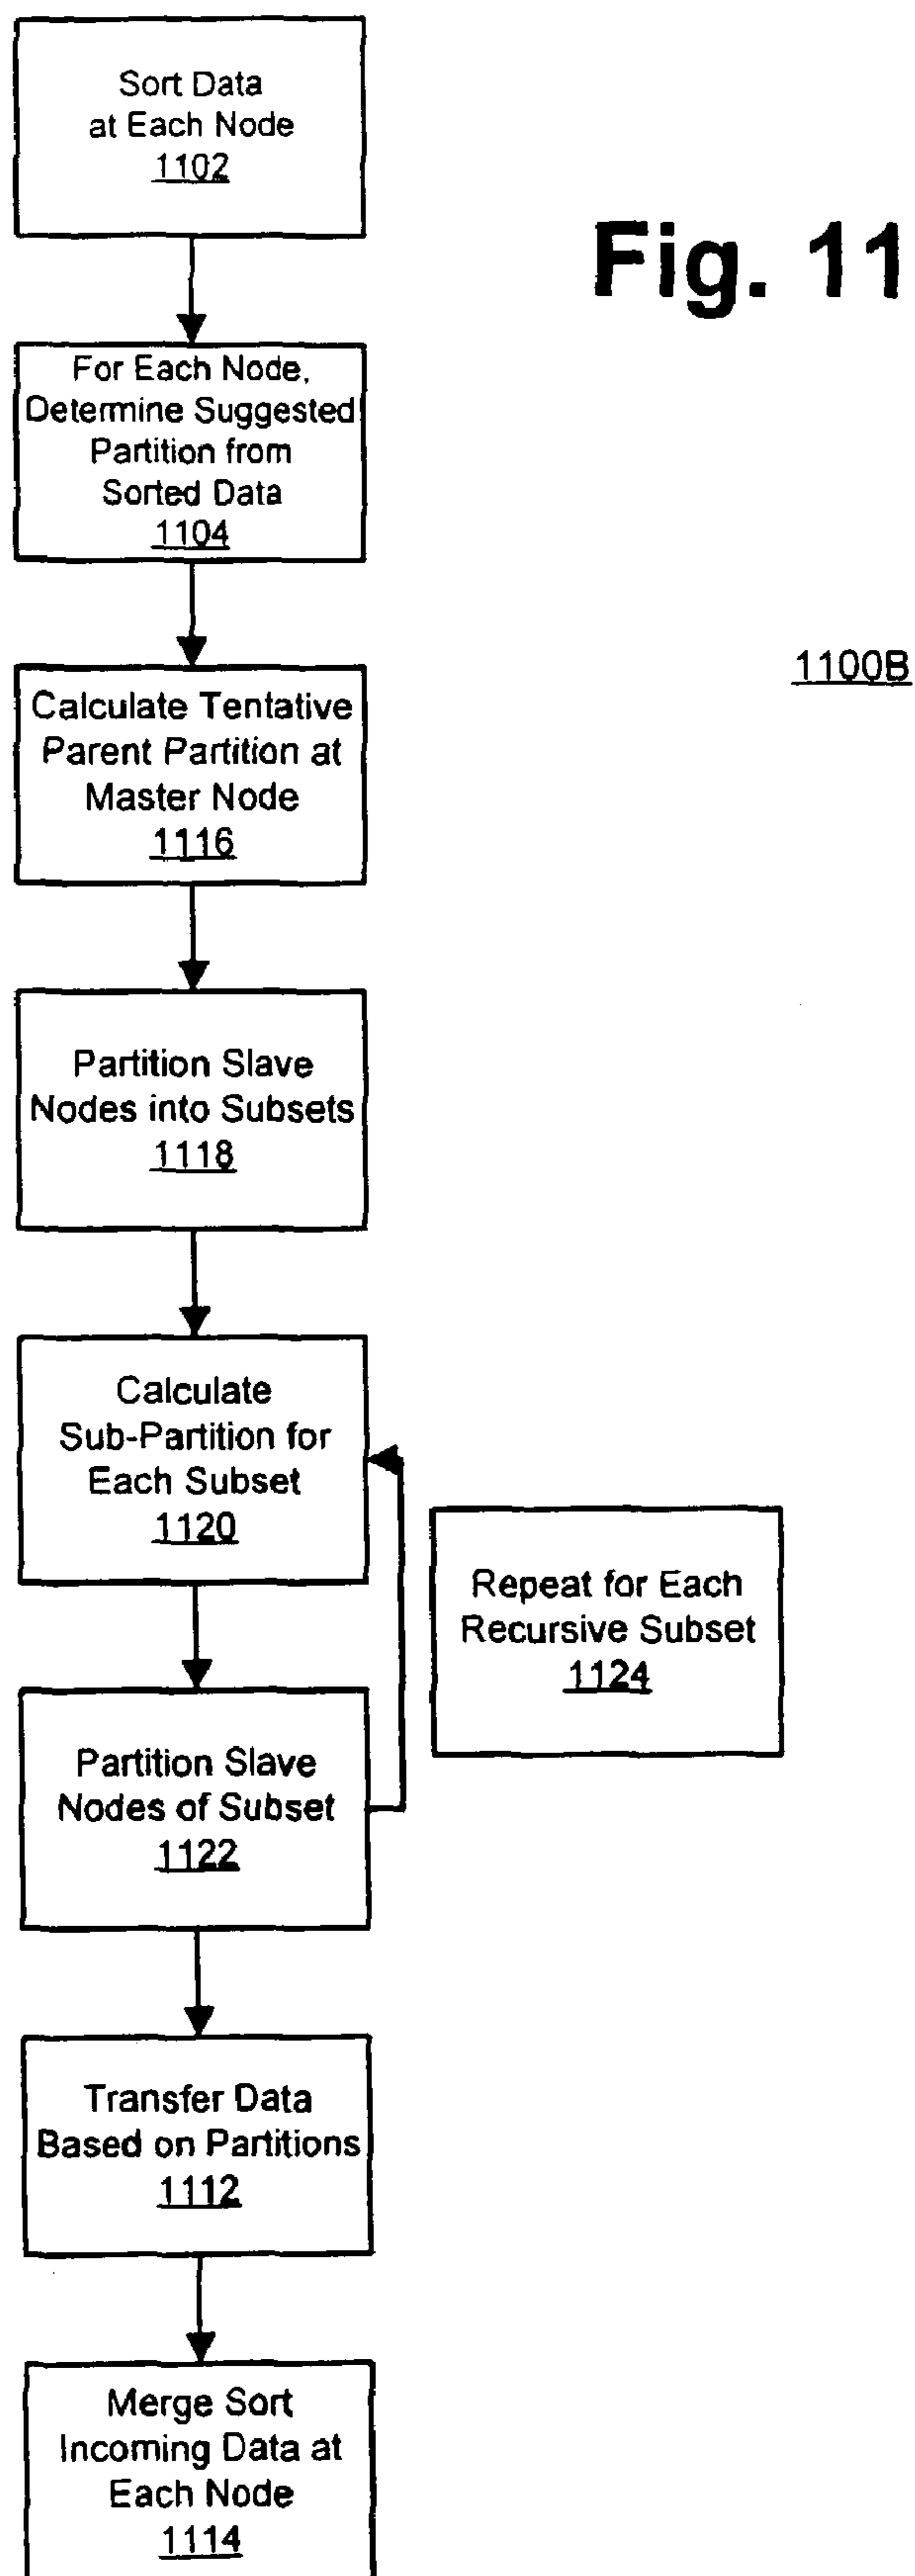 Sort Data
at Each Node
1102
Fig. 11
For Each Node,
Determine Suggested
Partition from
Sorted Data
1104
1100B
Calculate Tentative
Parent Partition at
Master Node
1116
Partition Slave
Nodes into Subsets
1118
Calculate
Sub-Partition for
Each Subset
1120
Repeat for Each
Recursive Subset
1124
Partition Slave
Nodes of Subset
1122
Transfer Data
Based on Partitions
1112
Merge Sort
Incoming Data at
Each Node
1114